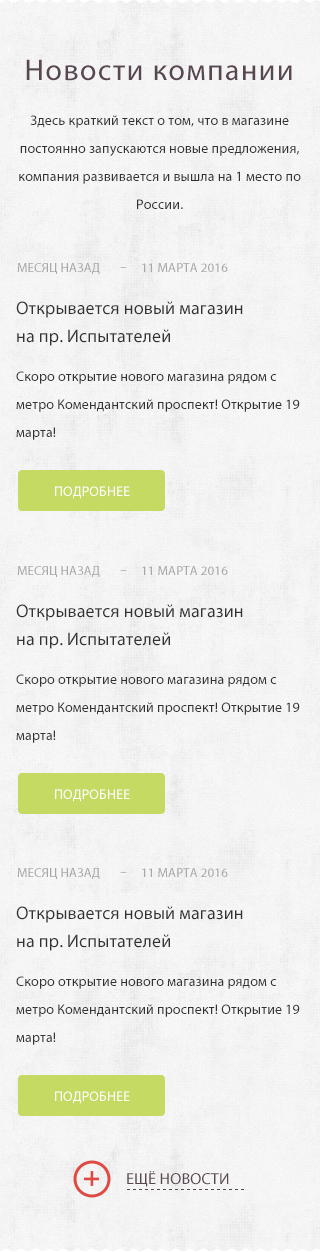 Новости компании
Здесь краткий текст о том, что в магазине
постоянно запускаются новые предложения,
компания развивается и вышла на 1 место по
России.
МЕСЯЦ НАЗАД – 11 МАРТА 2016
Открывается новый магазин
на пр. Испытателей
Скоро открытие нового магазина рядом с
метро Комендантский проспект! Открытие 19
марта!
ПОДРОБНЕЕ
МЕСЯЦ НАЗАД – 11 МАРТА 2016
Открывается новый магазин
на пр. Испытателей
Скоро открытие нового магазина рядом с
метро Комендантский проспект! Открытие 19
марта!
ПОДРОБНЕЕ
МЕСЯЦ НАЗАД – 11 МАРТА 2016
Открывается новый магазин
на пр. Испытателей
Скоро открытие нового магазина рядом с
метро Комендантский проспект! Открытие 19
марта!
ПОДРОБНЕЕ
ЕЩЁ НОВОСТИ